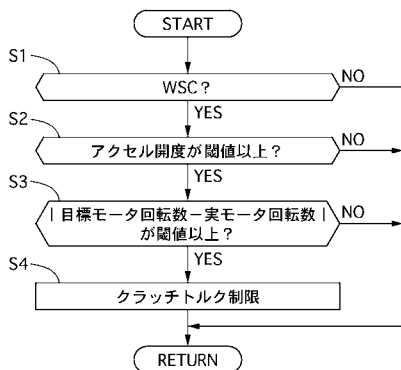 START
S1
WSC？
NO
YES
S2
アクセル開度が閾値以上？
NO
YES
S3
｜目標モータ回転数－実モータ回転数｜
が閾値以上？
NO
YES
S4
クラッチトルク制限
RETURN